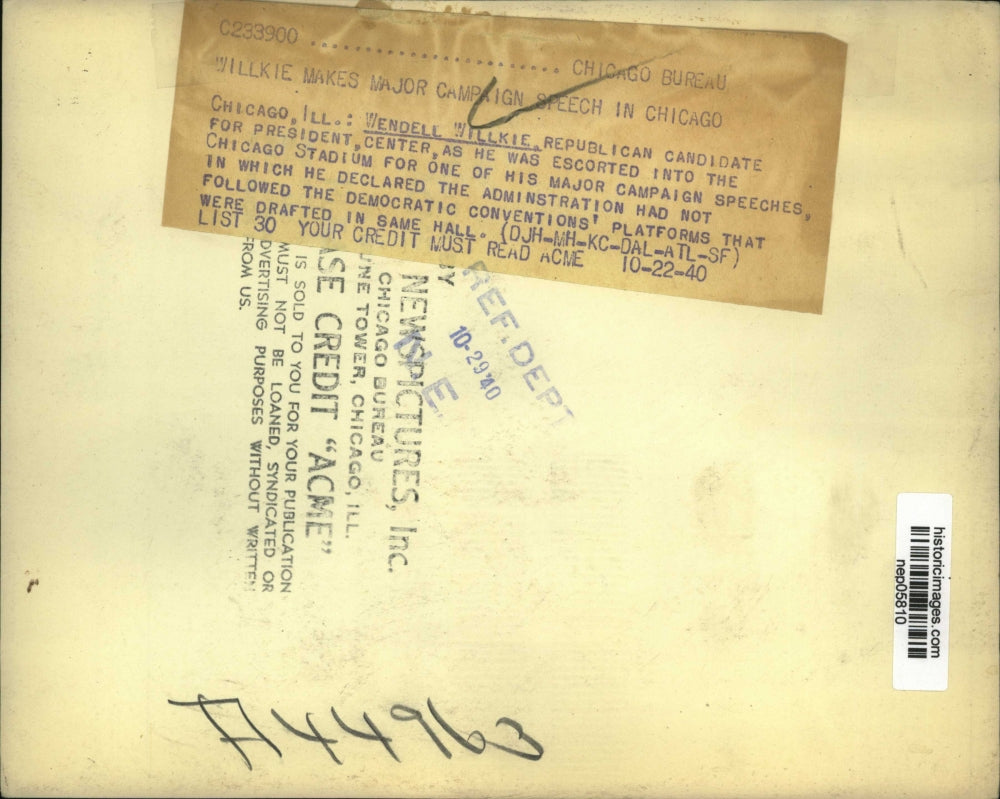 C233900 .............................. CHICAGO BUREAU
WILLKIE MAKES MAJOR CAMPAIGN SPEECH IN CHICAGO
CHICAGO, ILL.: WENDELL WILLKIE, REPUBLICAN CANDIDATE
FOR PRESIDENT, CENTER, AS HE WAS ESCORTED INTO THE
CHICAGO STADIUM FOR ONE OF HIS MAJOR CAMPAIGN SPEECHES,
IN WHICH HE DECLARED THE ADMINSTRATION HAD NOT
FOLLOWED THE DEMOCRATIC CONVENTIONS' PLATFORMS THAT
WERE DRAFTED IN SAME HALL. (DJH-MH-KC-DAL-ATL-SF)
LIST 30 YOUR CREDIT MUST READ ACME 10-22-40
BY
NEWSPICTURES, Inc.
CHICAGO BUREAU
UNE TOWER, CHICAGO, ILL.
ASE CREDIT "ACME"
IS SOLD TO YOU FOR YOUR PUBLICATION
MUST NOT BE LOANED, SYNDICATED OR
DVERTISING PURPOSES WITHOUT WRITTEN
FROM US.
REF. DEPT
10-29'40
historicimages.com
nep05810
A44963